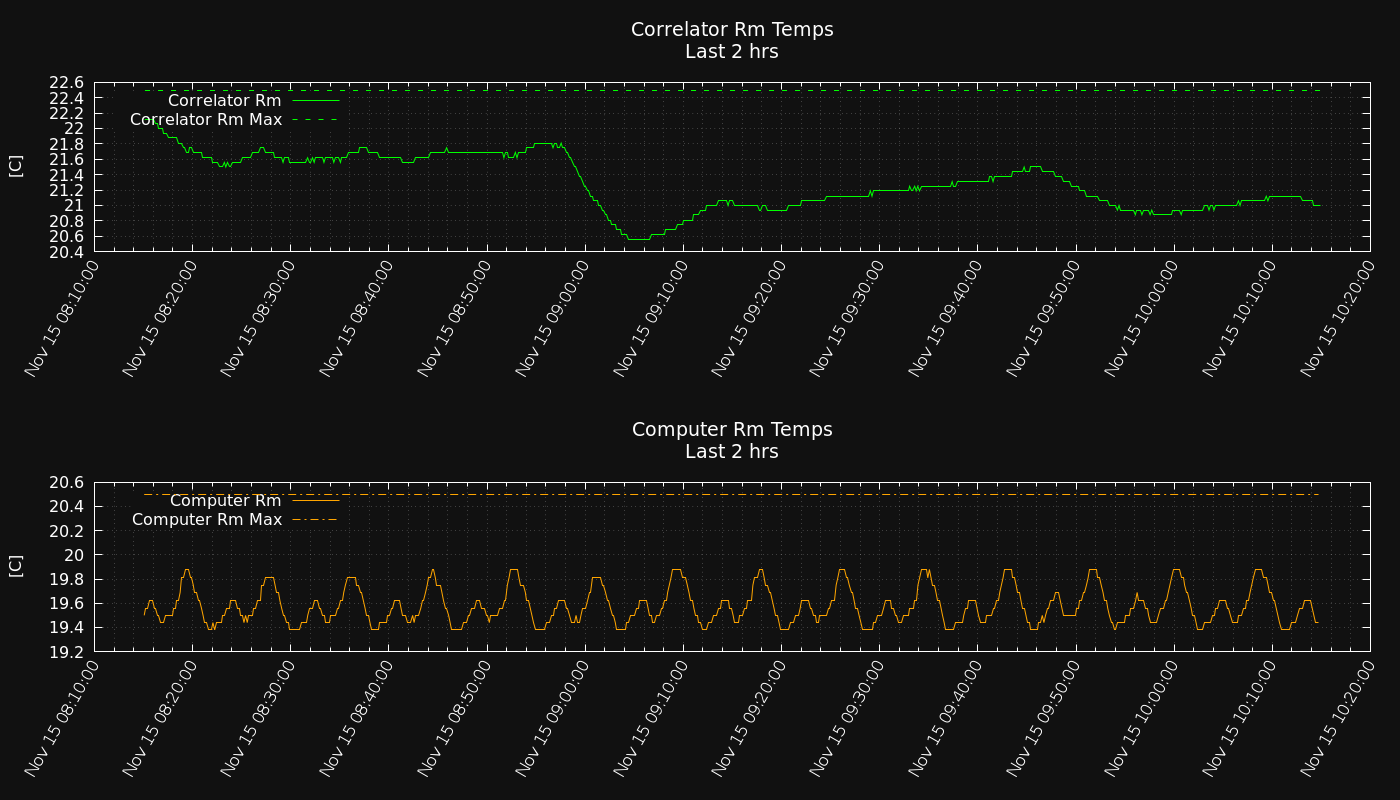 Correlator Rm Temps
Last 2 hrs
22.6
22.4
22.2
22
21.8
21.6
21.4
21.2
21
20.8
20.6
20.4
[C]
Correlator Rm
Correlator Rm Max
Nov 15 08:10:00
Nov 15 08:20:00
Nov 15 08:30:00
Nov 15 08:40:00
Nov 15 08:50:00
Nov 15 09:00:00
Nov 15 09:10:00
Nov 15 09:20:00
Nov 15 09:30:00
Nov 15 09:40:00
Nov 15 09:50:00
Nov 15 10:00:00
Nov 15 10:10:00
Nov 15 10:20:00
Computer Rm Temps
Last 2 hrs
20.6
20.4
20.2
20
19.8
19.6
19.4
19.2
[C]
Computer Rm
Computer Rm Max
Nov 15 08:10:00
Nov 15 08:20:00
Nov 15 08:30:00
Nov 15 08:40:00
Nov 15 08:50:00
Nov 15 09:00:00
Nov 15 09:10:00
Nov 15 09:20:00
Nov 15 09:30:00
Nov 15 09:40:00
Nov 15 09:50:00
Nov 15 10:00:00
Nov 15 10:10:00
Nov 15 10:20:00